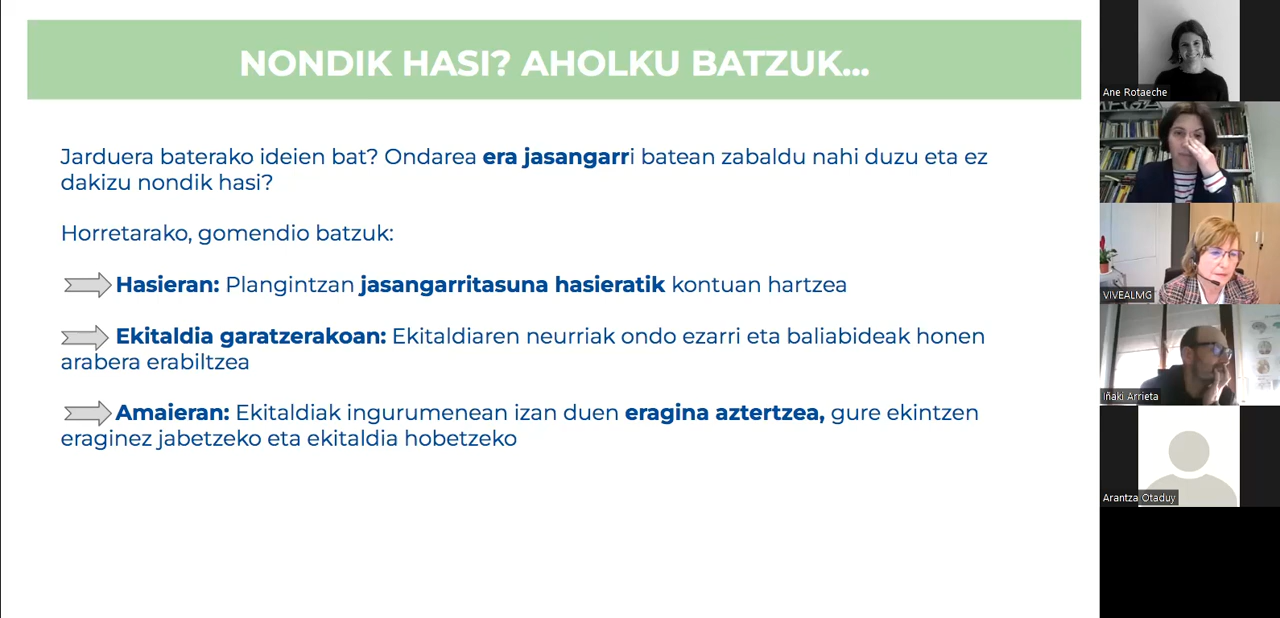 NONDIK HASI? AHOLKU BATZUK...
Jarduera baterako ideien bat? Ondarea era jasangarri batean zabaldu nahi duzu eta ez
dakizu nondik hasi?
Horretarako, gomendio batzuk:
Hasieran: Plangintzan jasangarritasuna hasieratik kontuan hartzea
Ekitaldia garatzerakoan: Ekitaldiaren neurriak ondo ezarri eta baliabideak honen
arabera erabiltzea
Amaieran: Ekitaldiak ingurumenean izan duen eragina aztertzea, gure ekintzen
eraginez jabetzeko eta ekitaldia hobetzeko
Ane Rotaeche
VIVEALMG
Iñaki Arrieta
Arantza Otaduy